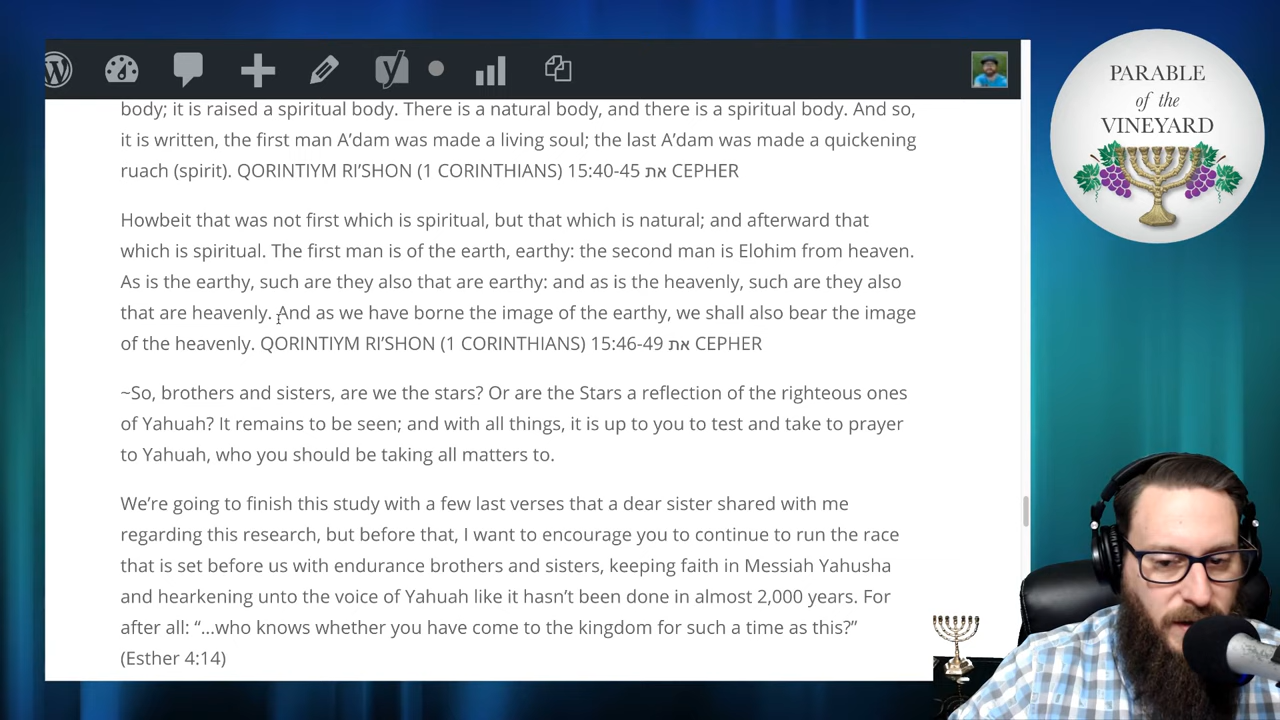 body; it is raised a spiritual body. There is a natural body, and there is a spiritual body. And so,
it is written, the first man A’dam was made a living soul; the last A’dam was made a quickening
ruach (spirit). QORINTIYM RI’SHON (1 CORINTHIANS) 15:40-45 את CEPHER
Howbeit that was not first which is spiritual, but that which is natural; and afterward that
which is spiritual. The first man is of the earth, earthy: the second man is Elohim from heaven.
As is the earthy, such are they also that are earthy: and as is the heavenly, such are they also
that are heavenly. And as we have borne the image of the earthy, we shall also bear the image
of the heavenly. QORINTIYM RI’SHON (1 CORINTHIANS) 15:46-49 את CEPHER
~So, brothers and sisters, are we the stars? Or are the Stars a reflection of the righteous ones
of Yahuah? It remains to be seen; and with all things, it is up to you to test and take to prayer
to Yahuah, who you should be taking all matters to.
We’re going to finish this study with a few last verses that a dear sister shared with me
regarding this research, but before that, I want to encourage you to continue to run the race
that is set before us with endurance brothers and sisters, keeping faith in Messiah Yahusha
and hearkening unto the voice of Yahuah like it hasn’t been done in almost 2,000 years. For
after all: “…who knows whether you have come to the kingdom for such a time as this?”
(Esther 4:14)
PARABLE
of the
VINEYARD